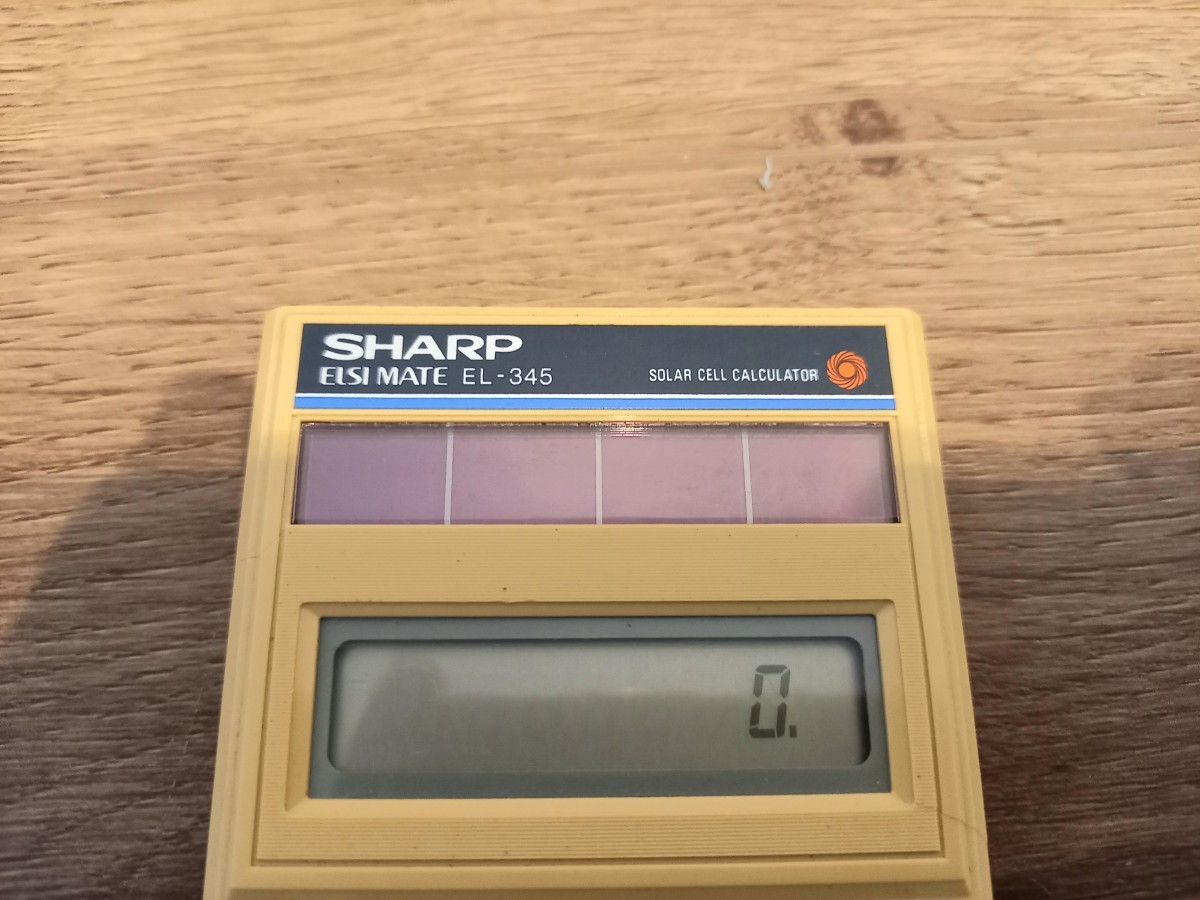 SHARP
ELSI MATE EL-345
SOLAR CELL CALCULATOR
0.